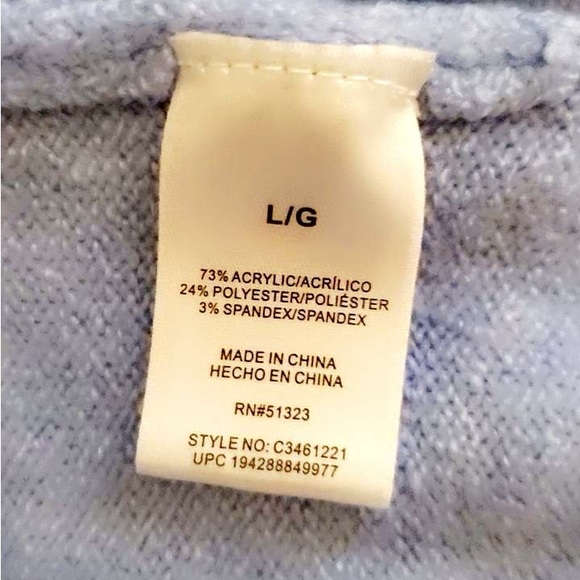 L/G
73% ACRYLIC/ACRÍLICO
24% POLYESTER/POLIÉSTER
3% SPANDEX/SPANDEX
MADE IN CHINA
HECHO EN CHINA
RN#51323
STYLE NO: C3461221
UPC 194288849977